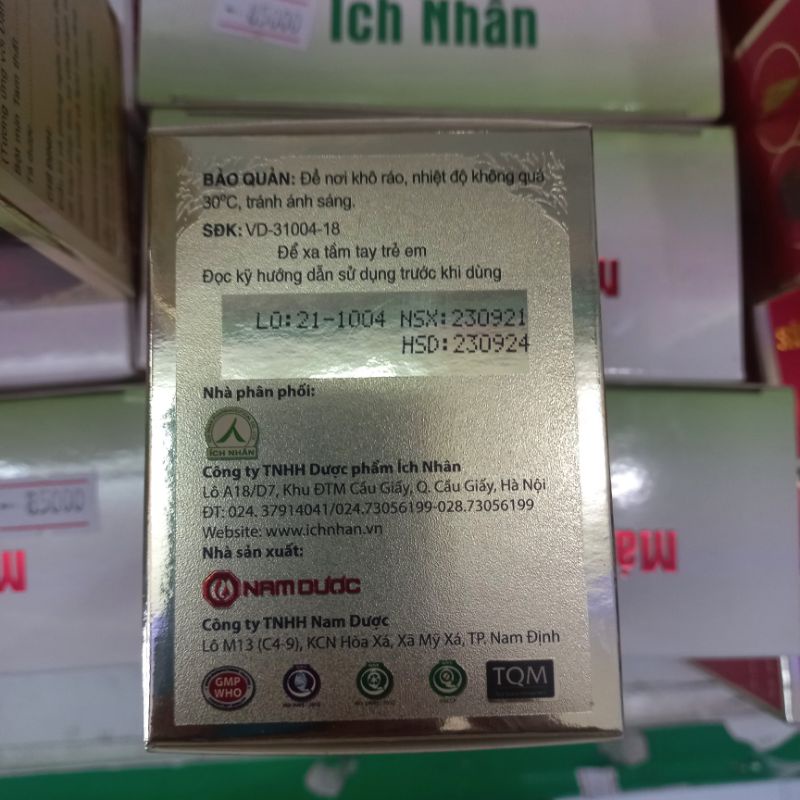 Ích Nhân
BẢO QUẢN: Để nơi khô ráo, nhiệt độ không quá
30ºC, tránh ánh sáng.
SĐK: VD-31004-18
Để xa tầm tay trẻ em
Đọc kỹ hướng dẫn sử dụng trước khi dùng
LO:21-1004 NSX:230921
HSD:230924
Nhà phân phối:
ÍCH NHÂN
Công ty TNHH Dược phẩm Ích Nhân
Lô A18/D7, Khu ĐTM Cầu Giấy, Q. Cầu Giấy, Hà Nội
ĐT: 024. 37914041/024.73056199-028.73056199
Website: www.ichnhan.vn
Nhà sản xuất:
NAM DƯỢC
Công ty TNHH Nam Dược
Lô M13 (C4-9), KCN Hòa Xá, Xã Mỹ Xá, TP. Nam Định
GMP
WHO
TQM